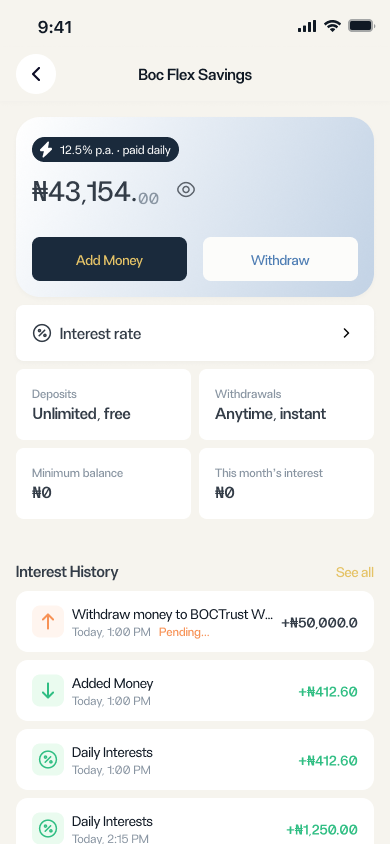 9:41
Boc Flex Savings
12.5% p.a. · paid daily
₦43,154.00
Add Money
Withdraw
Interest rate
Deposits
Unlimited, free
Withdrawals
Anytime, instant
Minimum balance
₦0
This month's interest
₦0
Interest History
See all
Withdraw money to BOCTrust W... +₦50,000.0
Today, 1:00 PM Pending...
Added Money
Today, 1:00 PM
+₦412.60
Daily Interests
Today, 1:00 PM
+₦412.60
Daily Interests
Today, 2:15 PM
+₦1,250.00